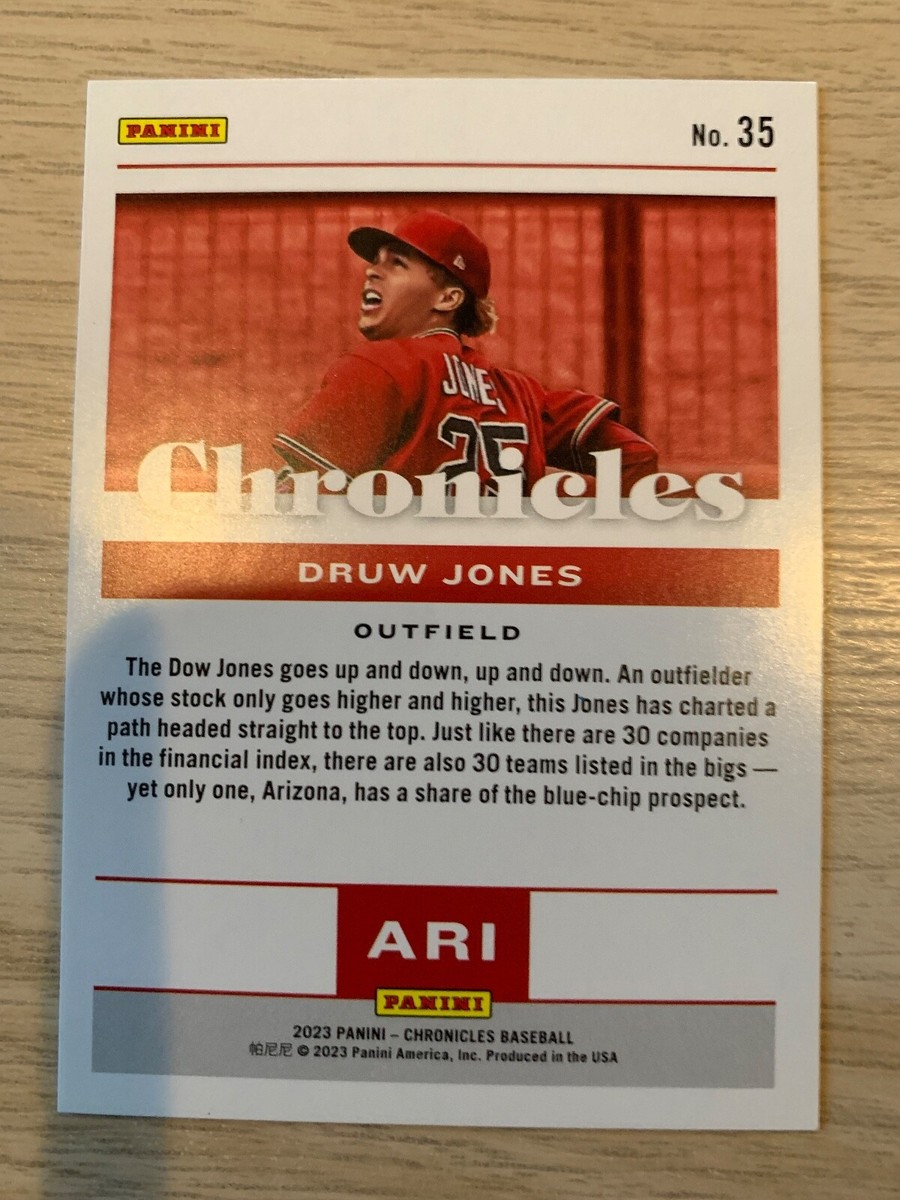 PANINI
No. 35
JONES
25
Chronicles
DRUW JONES
OUTFIELD
The Dow Jones goes up and down, up and down. An outfielder
whose stock only goes higher and higher, this Jones has charted a
path headed straight to the top. Just like there are 30 companies
in the financial index, there are also 30 teams listed in the bigs —
yet only one, Arizona, has a share of the blue-chip prospect.
ARI
PANINI
2023 PANINI – CHRONICLES BASEBALL
帕尼尼 © 2023 Panini America, Inc. Produced in the USA